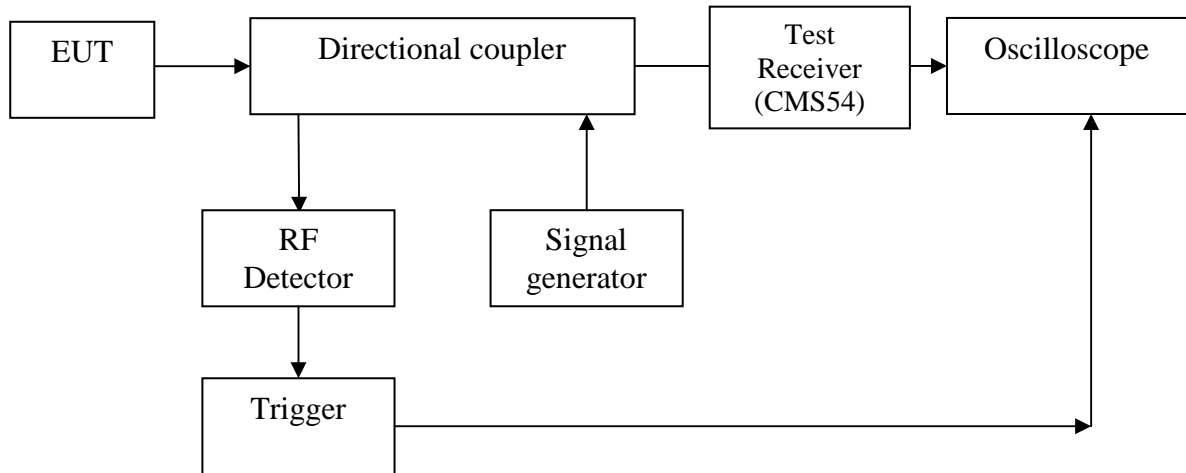 EUT
Directional coupler
Test
Receiver
(CMS54)
Oscilloscope
RF
Detector
Signal
generator
Trigger